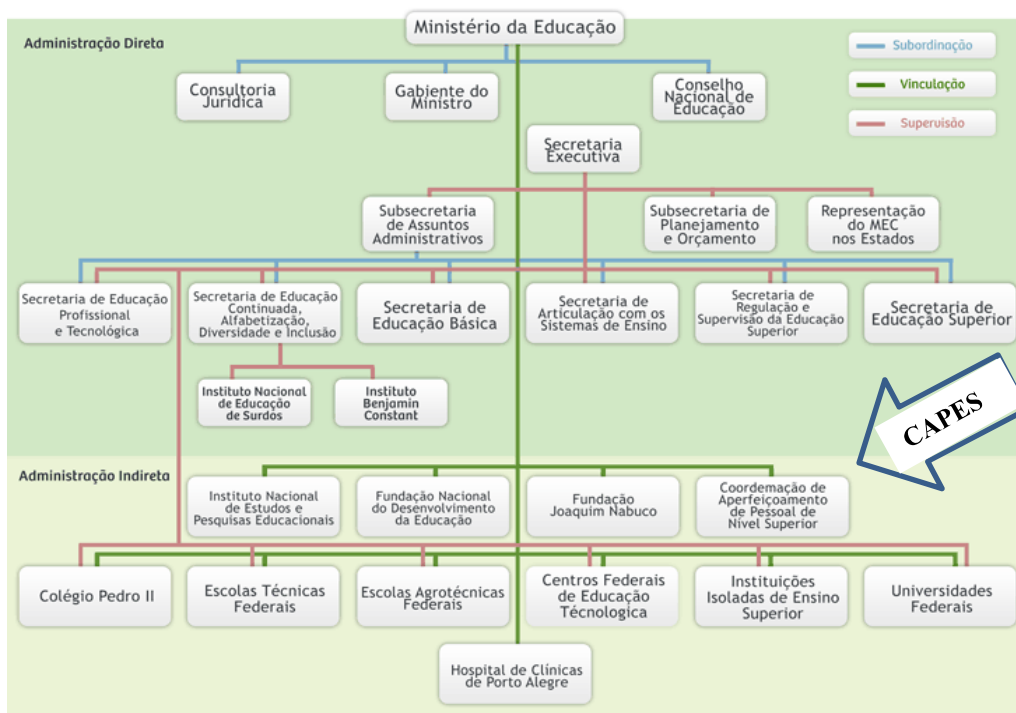 Ministério da Educação
Administração Direta
Subordinação
Vinculação
Supervisão
Consultoria
Jurídica
Gabiente do
Ministro
Conselho
Nacional de
Educação
Secretaria
Executiva
Subsecretaria
de Assuntos
Administrativos
Subsecretaria de
Planejamento
e Orçamento
Representação
do MEC
nos Estados
Secretaria de Educação
Profissional
e Tecnológica
Secretaria de Educação
Continuada,
Alfabetização,
Diversidade e Inclusão
Secretaria de
Educação Básica
Secretaria de
Articulação com os
Sistemas de Ensino
Secretaria de
Regulação e
Supervisão da Educação
Superior
Secretaria de
Educação Superior
Instituto Nacional
de Educação
de Surdos
Instituto
Benjamin
Constant
CAPES
Administração Indireta
Instituto Nacional
de Estudos e
Pesquisas Educacionais
Fundação Nacional
do Desenvolvimento
da Educação
Fundação
Joaquim Nabuco
Coordemação de
Aperfeiçoamento
de Pessoal de
Nível Superior
Colégio Pedro II
Escolas Técnicas
Federais
Escolas Agrotécnicas
Federais
Centros Federais
de Educação
Técnologica
Instituições
Isoladas de Ensino
Superior
Universidades
Federais
Hospital de Clínicas
de Porto Alegre